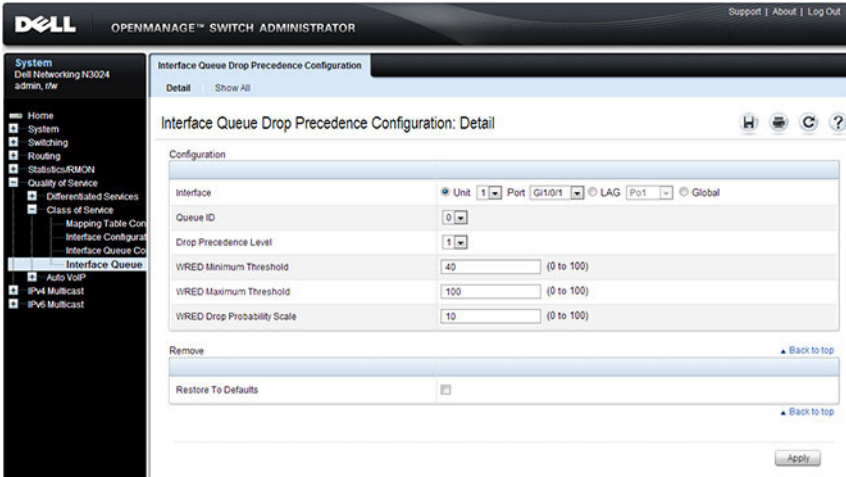 Support | About | Log Out
DELL OPENMANAGE™ SWITCH ADMINISTRATOR
System
Dell Networking N3024
admin, r/w
Home
System
Switching
Routing
Statistics/RMON
Quality of Service
Differentiated Services
Class of Service
Mapping Table Con
Interface Configurat
Interface Queue Co
Interface Queue
Auto VoIP
IPv4 Multicast
IPv6 Multicast
Interface Queue Drop Precedence Configuration
Detail Show All
Interface Queue Drop Precedence Configuration: Detail
?
Configuration
Interface Unit 1 Port Gi1/0/1 LAG Po1 Global
Queue ID 0
Drop Precedence Level 1
WRED Minimum Threshold 40 (0 to 100)
WRED Maximum Threshold 100 (0 to 100)
WRED Drop Probability Scale 10 (0 to 100)
Remove Back to top
Restore To Defaults
Back to top
Apply